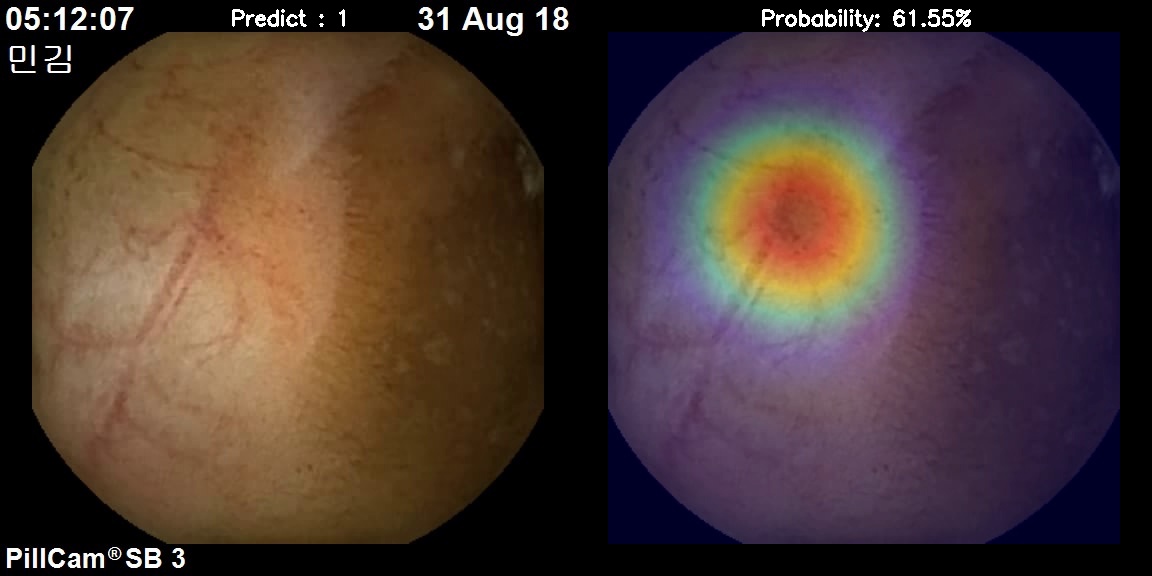 05:12:07
Predict : 1
31 Aug 18
Probability: 61.55%
민김
PillCam® SB 3